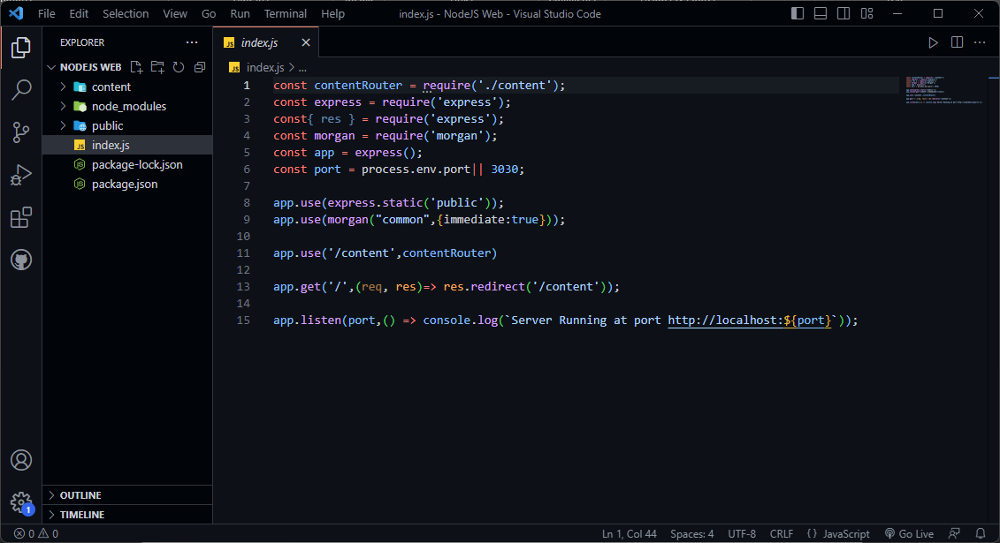 File Edit Selection View Go Run Terminal Help index.js - NodeJS Web - Visual Studio Code
EXPLORER
NODEJS WEB
content
node_modules
public
JS index.js
JS package-lock.json
JS package.json
OUTLINE
TIMELINE
JS index.js
JS index.js > ...
1 const contentRouter = require('./content');
2 const express = require('express');
3 const{ res } = require('express');
4 const morgan = require('morgan');
5 const app = express();
6 const port = process.env.port|| 3030;
7
8 app.use(express.static('public'));
9 app.use(morgan("common",{immediate:true}));
10
11 app.use('/content',contentRouter)
12
13 app.get('/',(req, res)=> res.redirect('/content'));
14
15 app.listen(port,() => console.log(`Server Running at port http://localhost:${port}`));
1
0 0 Ln 1, Col 44 Spaces: 4 UTF-8 CRLF {} JavaScript Go Live